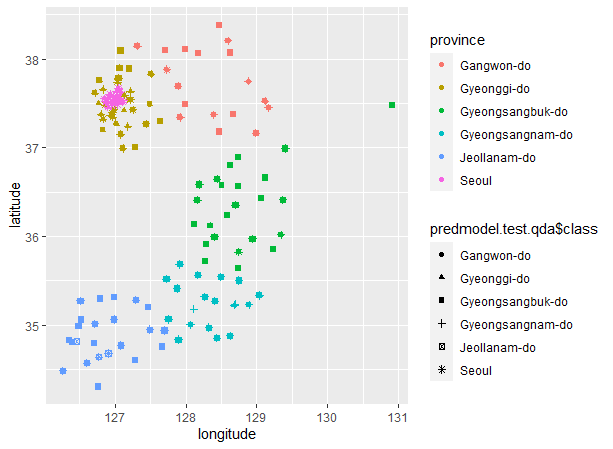 latitude
38
37
36
35
127
128
129
130
131
longitude
province
Gangwon-do
Gyeonggi-do
Gyeongsangbuk-do
Gyeongsangnam-do
Jeollanam-do
Seoul
predmodel.test.qda$class
Gangwon-do
Gyeonggi-do
Gyeongsangbuk-do
Gyeongsangnam-do
Jeollanam-do
Seoul